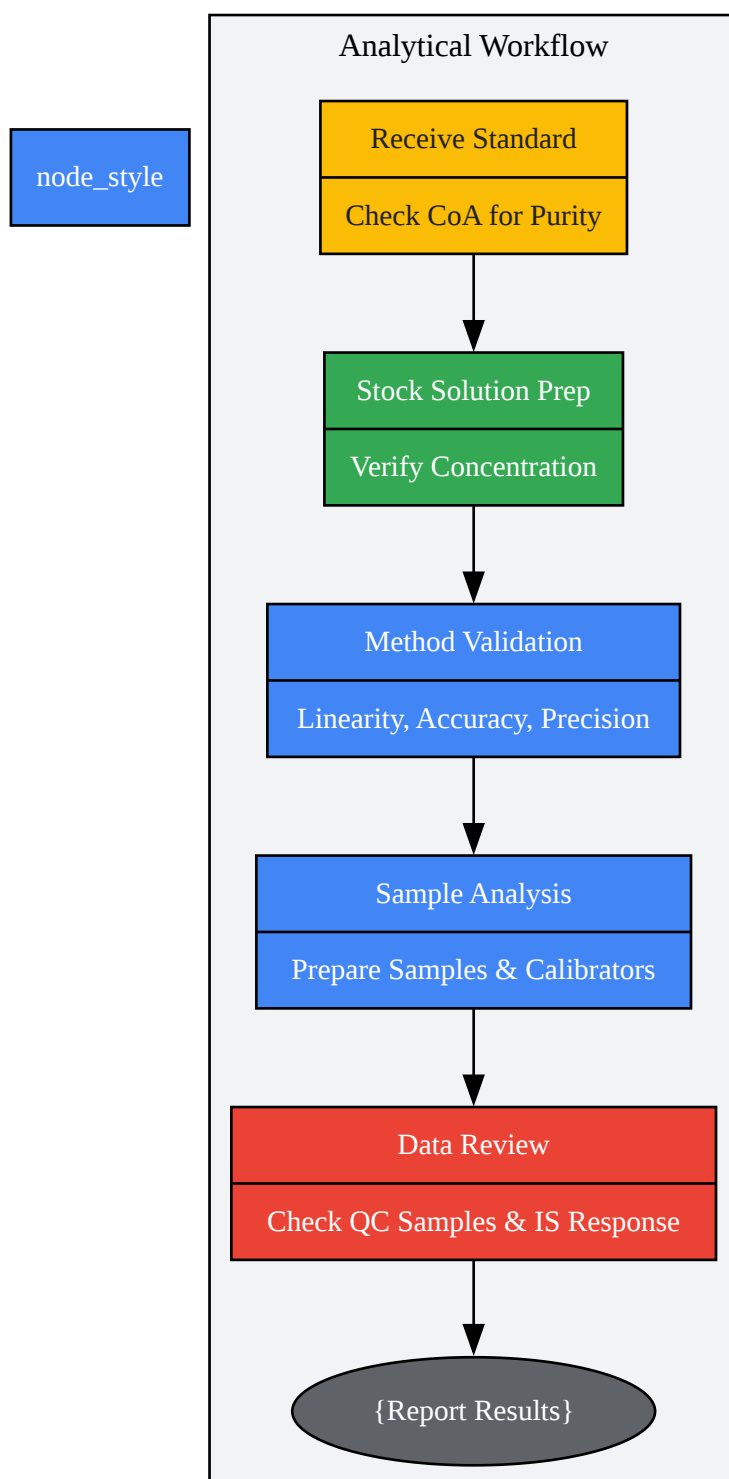 Analytical Workflow
node_style
Receive Standard
Check CoA for Purity
Stock Solution Prep
Verify Concentration
Method Validation
Linearity, Accuracy, Precision
Sample Analysis
Prepare Samples & Calibrators
Data Review
Check QC Samples & IS Response
{Report Results}